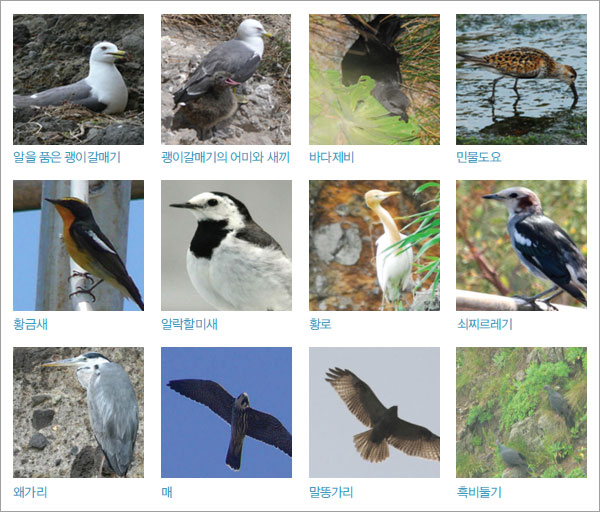 알을 품은 괭이갈매기
괭이갈매기의 어미와 새끼
바다제비
민물도요
황금새
알락할미새
황로
쇠찌르레기
왜가리
매
말똥가리
흑비둘기